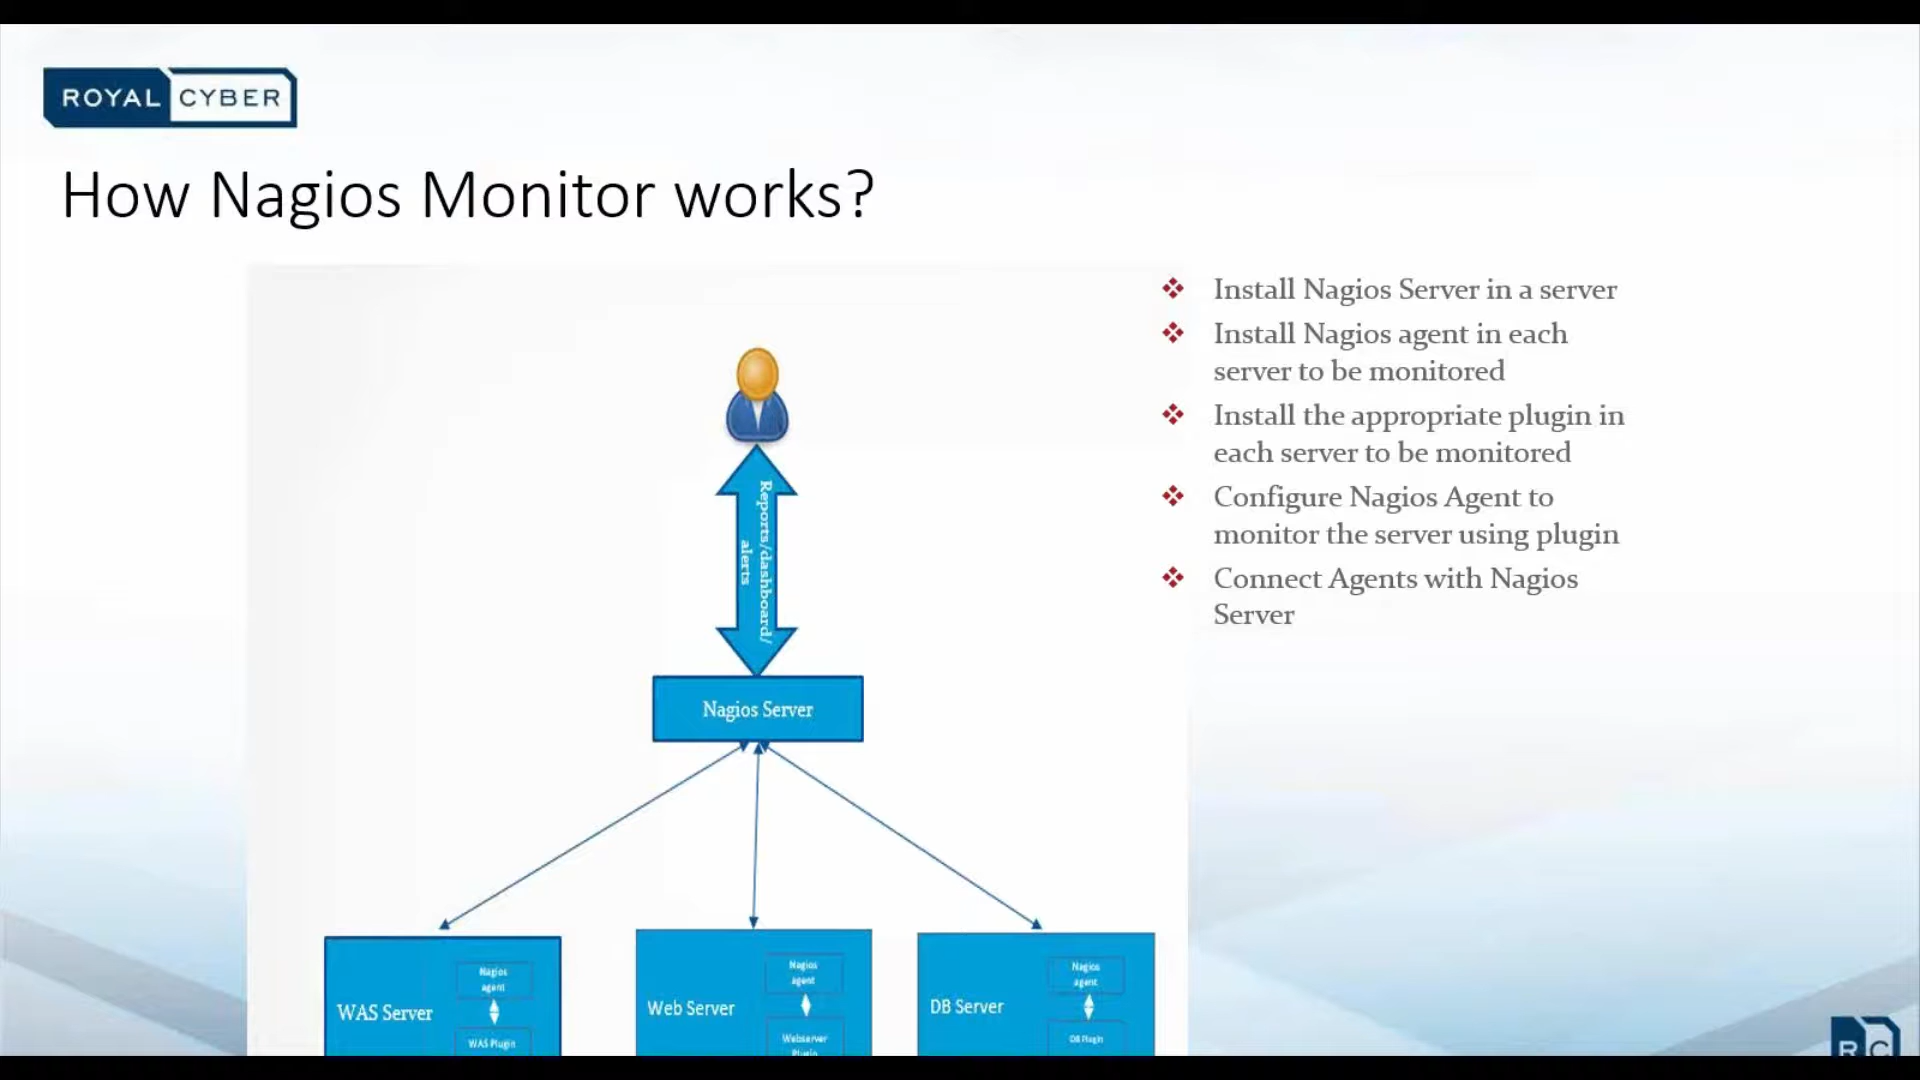 ROYAL CYBER
How Nagios Monitor works?
Install Nagios Server in a server
Install Nagios agent in each
server to be monitored
Install the appropriate plugin in
each server to be monitored
Configure Nagios Agent to
monitor the server using plugin
Connect Agents with Nagios
Server
Reports/dashboard/
alerts
Nagios Server
WAS Server
Nagios
agent
WAS Plugin
Web Server
Nagios
agent
Webserver
Plugin
DB Server
Nagios
agent
DB Plugin
RC